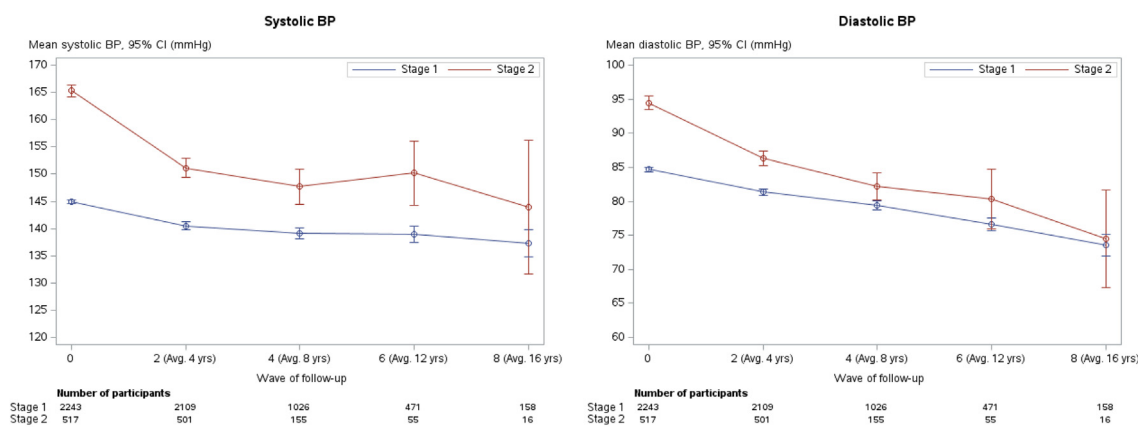 Systolic BP
Mean systolic BP, 95% CI (mmHg)
Stage 1 Stage 2
170
165
160
155
150
145
140
135
130
125
120
0 2 (Avg. 4 yrs) 4 (Avg. 8 yrs) 6 (Avg. 12 yrs) 8 (Avg. 16 yrs)
Wave of follow-up
Number of participants
Stage 1 2243 2109 1026 471 158
Stage 2 517 501 155 55 16
Diastolic BP
Mean diastolic BP, 95% CI (mmHg)
Stage 1 Stage 2
100
95
90
85
80
75
70
65
60
0 2 (Avg. 4 yrs) 4 (Avg. 8 yrs) 6 (Avg. 12 yrs) 8 (Avg. 16 yrs)
Wave of follow-up
Number of participants
Stage 1 2243 2109 1026 471 158
Stage 2 517 501 155 55 16